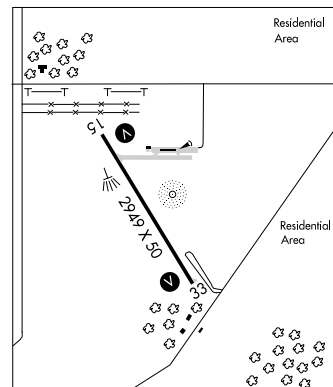 Residential
Area
15
V
2949 X 50
Residential
Area
V
33